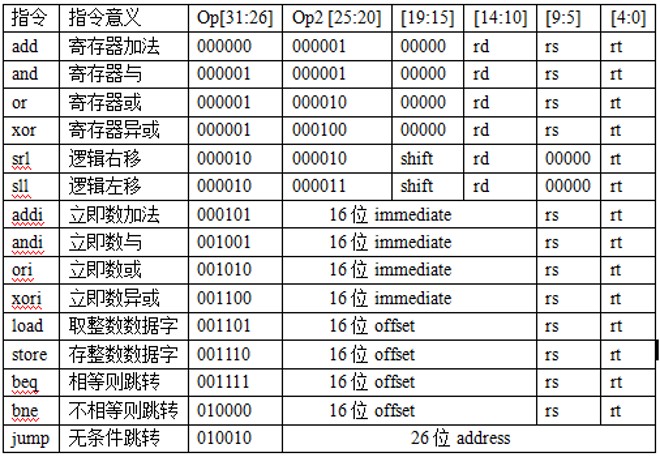 指令 指令意义 Op[31:26] Op2 [25:20] [19:15] [14:10] [9:5] [4:0]
add 寄存器加法 000000 000001 00000 rd rs rt
and 寄存器与 000001 000001 00000 rd rs rt
or 寄存器或 000001 000010 00000 rd rs rt
xor 寄存器异或 000001 000100 00000 rd rs rt
srl 逻辑右移 000010 000010 shift rd 00000 rt
sll 逻辑左移 000010 000011 shift rd 00000 rt
addi 立即数加法 000101 16位 immediate rs rt
andi 立即数与 001001 16位 immediate rs rt
ori 立即数或 001010 16位 immediate rs rt
xori 立即数异或 001100 16位 immediate rs rt
load 取整数数据字 001101 16位 offset rs rt
store 存整数数据字 001110 16位 offset rs rt
beq 相等则跳转 001111 16位 offset rs rt
bne 不相等则跳转 010000 16位 offset rs rt
jump 无条件跳转 010010 26位 address